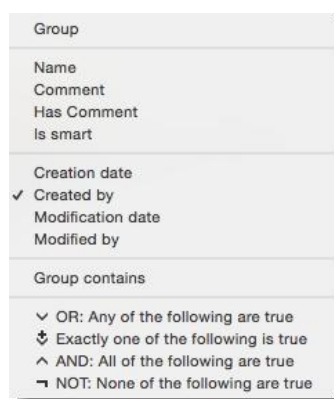 Group
Name
Comment
Has Comment
Is smart
Creation date
✓ Created by
Modification date
Modified by
Group contains
∨ OR: Any of the following are true
⩒ Exactly one of the following is true
∧ AND: All of the following are true
¬ NOT: None of the following are true